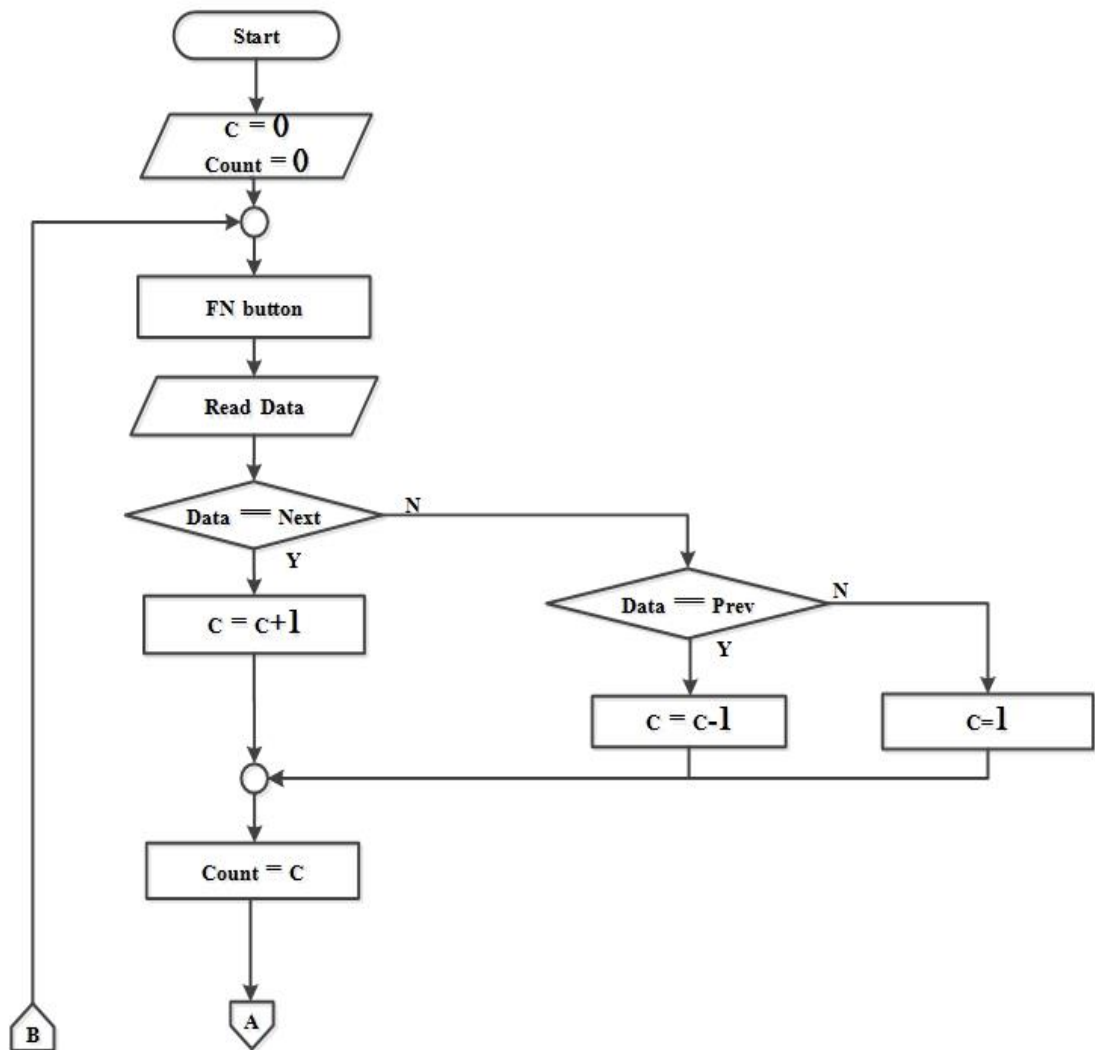 Start
C = 0
Count = 0
FN button
Read Data
Data == Next
N
Y
Data == Prev
N
Y
C = C+1
C = C-1
C=1
Count = C
A
B